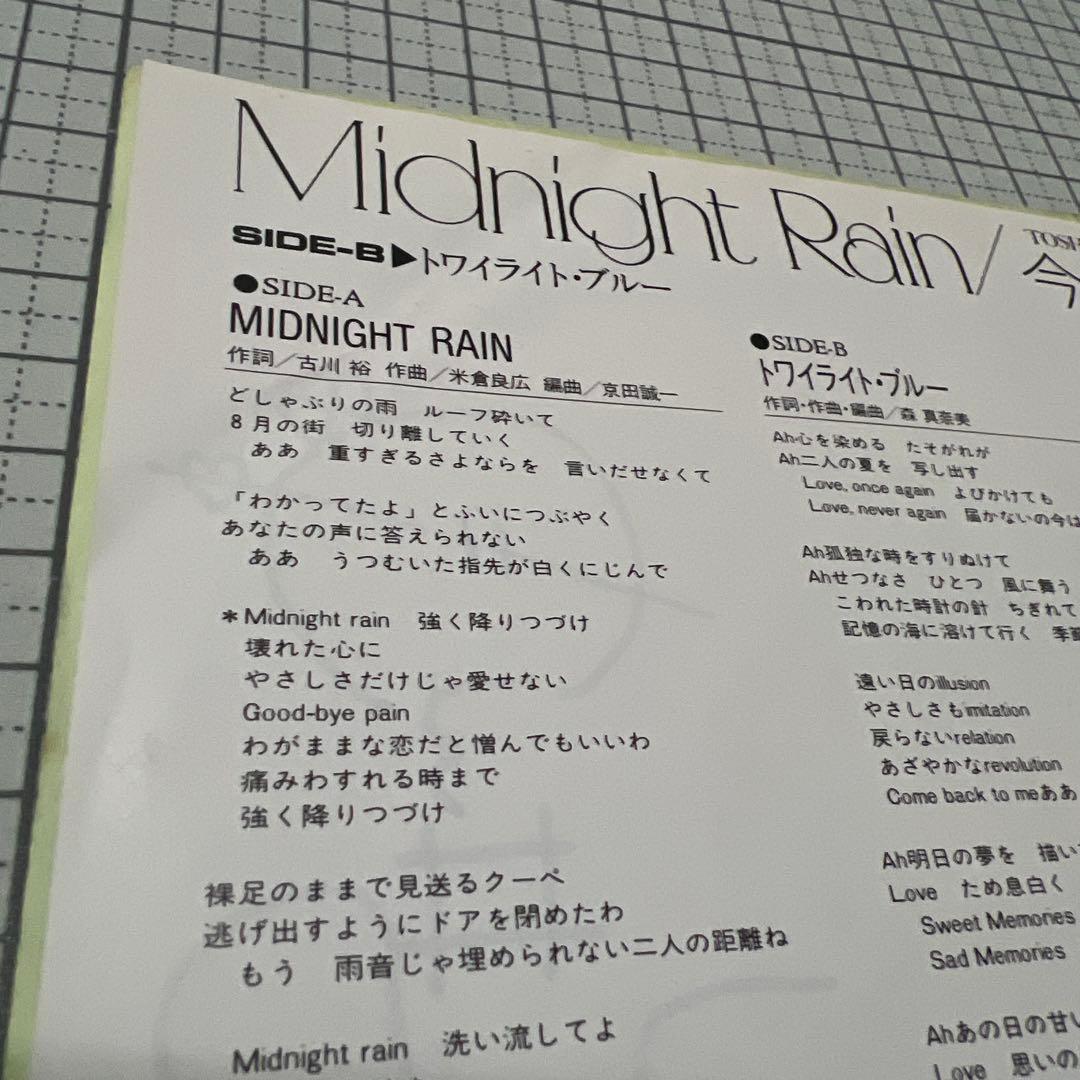 Midnight Rain/
TOSH
今
SIDE-B▶トワイライト・ブルー
●SIDE-A
MIDNIGHT RAIN
作詞／古川 裕 作曲／米倉良広 編曲／京田誠一
どしゃぶりの雨 ルーフ砕いて
8月の街 切り離していく
ああ 重すぎるさよならを 言いだせなくて
「わかってたよ」とふいにつぶやく
あなたの声に答えられない
ああ うつむいた指先が白くにじんで
*Midnight rain 強く降りつづけ
壊れた心に
やさしさだけじゃ愛せない
Good-bye pain
わがままな恋だと憎んでもいいわ
痛みわすれる時まで
強く降りつづけ
裸足のままで見送るクーペ
逃げ出すようにドアを閉めたわ
もう 雨音じゃ埋められない二人の距離ね
Midnight rain 洗い流してよ
●SIDE-B
トワイライト・ブルー
作詞・作曲・編曲／森 真奈美
Ah心を染める たそがれが
Ah二人の夏を 写し出す
Love, once again よびかけても
Love, never again 届かないの今は
Ah孤独な時をすりぬけて
Ahせつなさ ひとつ 風に舞う
こわれた時計の針 ちぎれて
記憶の海に溶けて行く 季節
遠い日のillusion
やさしさもimitation
戻らないrelation
あざやかなrevolution
Come back to meああ
Ah明日の夢を 描い
Love ため息白く
Sweet Memories
Sad Memories
Ahあの日の甘い
Love 思いの